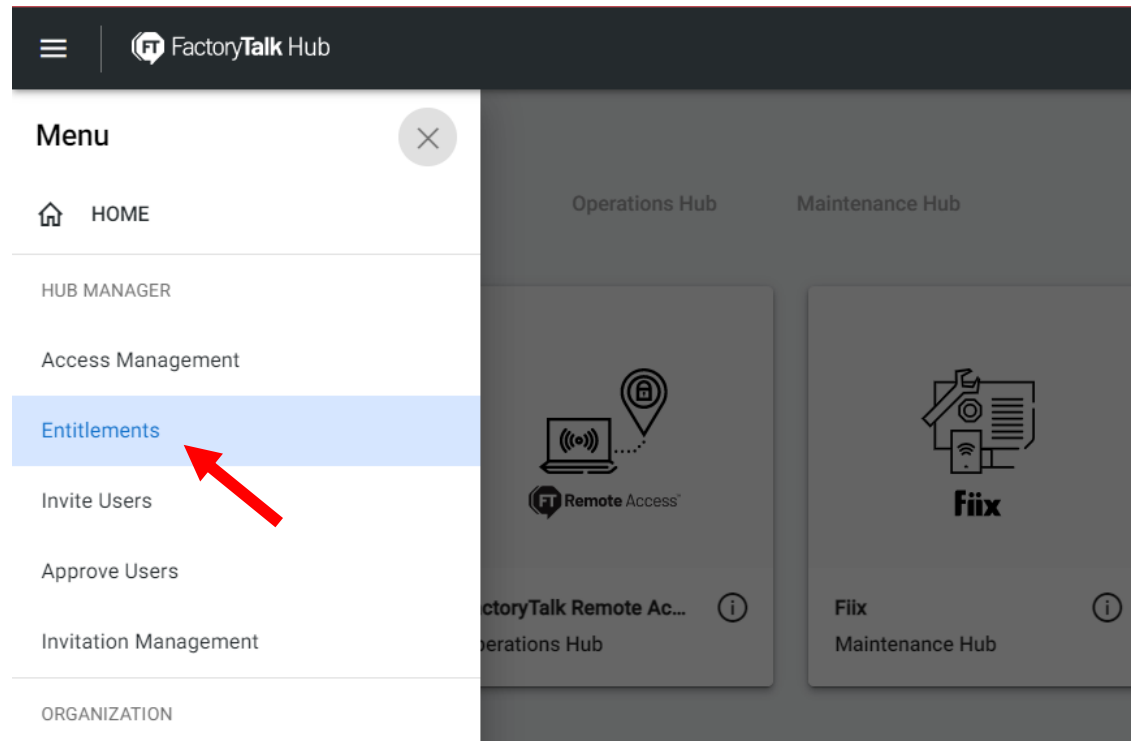 FactoryTalk Hub
Menu
HOME
HUB MANAGER
Access Management
Entitlements
Invite Users
Approve Users
Invitation Management
ORGANIZATION
Operations Hub
Maintenance Hub
FT Remote Access
ctoryTalk Remote Ac...
perations Hub
Fiix
Fiix
Maintenance Hub